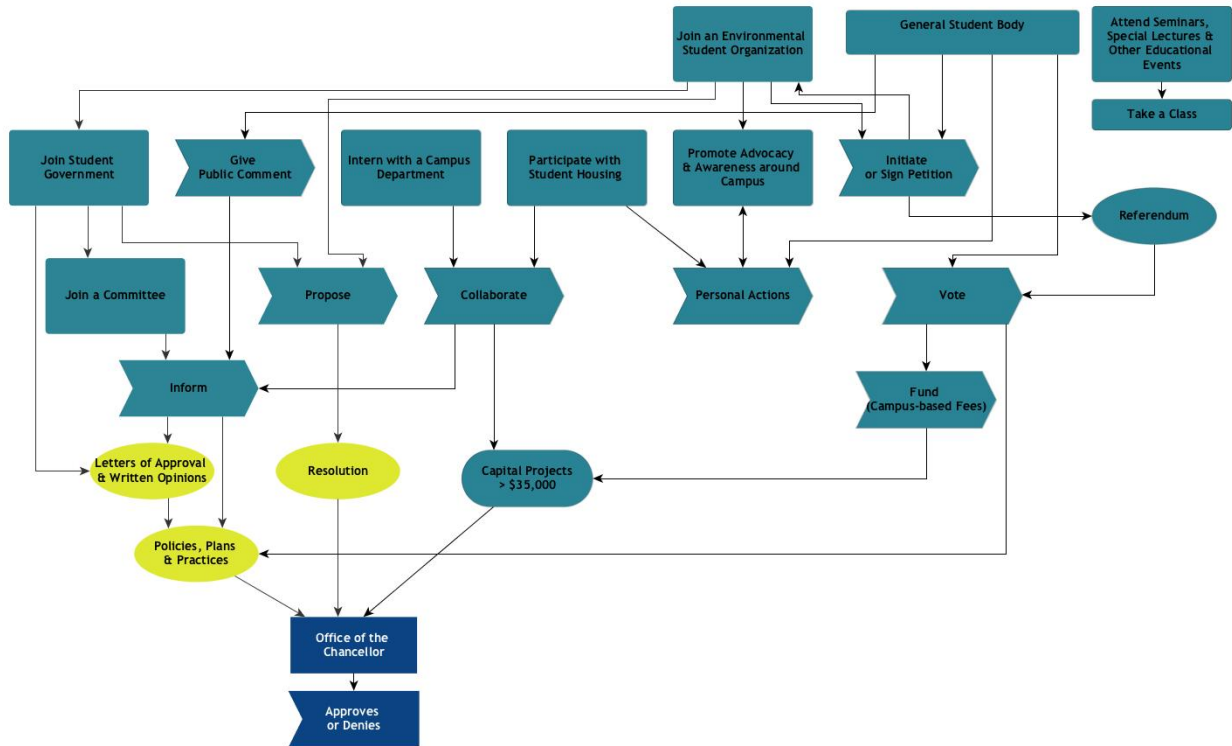 Join an Environmental
Student Organization
General Student Body
Attend Seminars,
Special Lectures &
Other Educational
Events
Take a Class
Join Student
Government
Give
Public Comment
Intern with a Campus
Department
Participate with
Student Housing
Promote Advocacy
& Awareness around
Campus
Initiate
or Sign Petition
Referendum
Join a Committee
Propose
Collaborate
Personal Actions
Vote
Inform
Fund
(Campus-based Fees)
Letters of Approval
& Written Opinions
Resolution
Capital Projects
> $35,000
Policies, Plans
& Practices
Office of the
Chancellor
Approves
or Denies